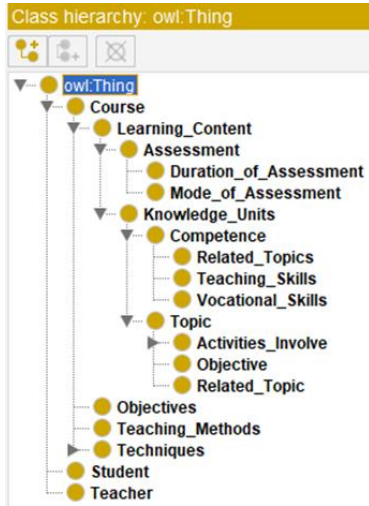 Class hierarchy: owl:Thing
owl:Thing
Course
Learning_Content
Assessment
Duration_of_Assessment
Mode_of_Assessment
Knowledge_Units
Competence
Related_Topics
Teaching_Skills
Vocational_Skills
Topic
Activities_Involve
Objective
Related_Topic
Objectives
Teaching_Methods
Techniques
Student
Teacher